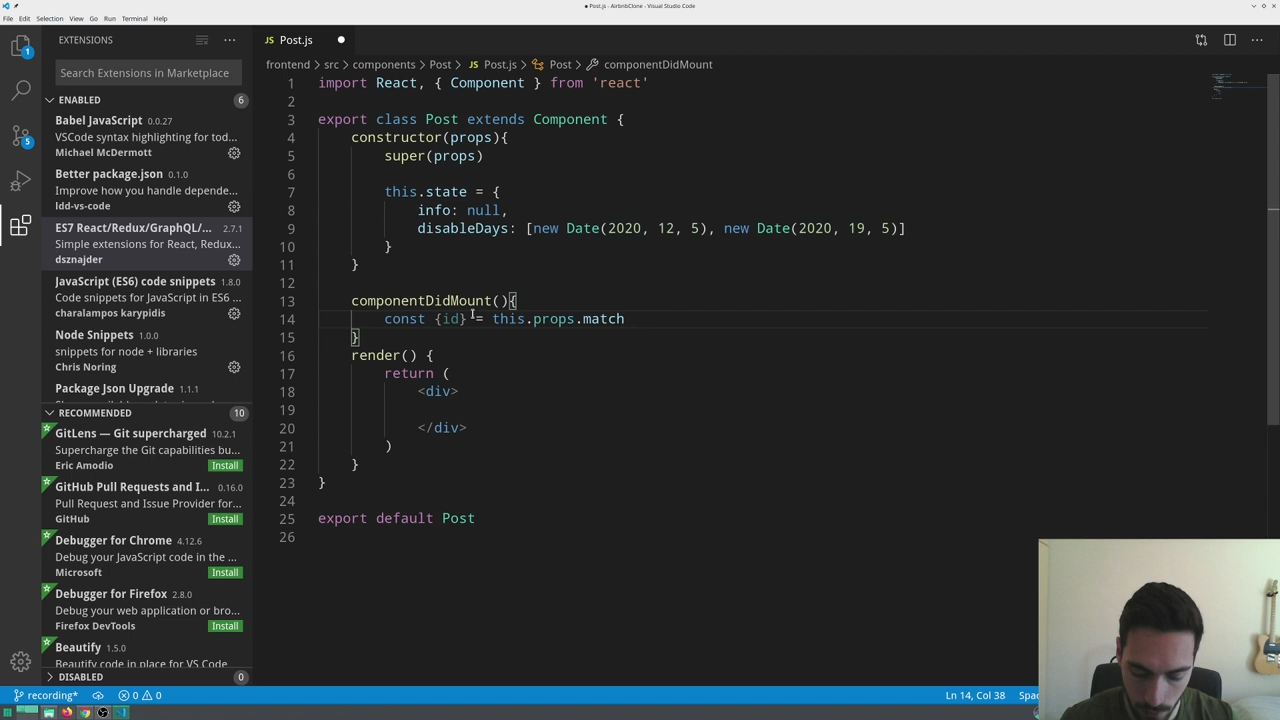 ● Post.js - AirbnbClone - Visual Studio Code
File Edit Selection View Go Run Terminal Help
EXTENSIONS
Post.js ●
frontend > src > components > Post > JS Post.js > Post > componentDidMount
Search Extensions in Marketplace
ENABLED 6
Babel JavaScript 0.0.27
VSCode syntax highlighting for tod...
Michael McDermott
Better package.json 0.1.0
Improve how you handle depende...
ldd-vs-code
ES7 React/Redux/GraphQL/... 2.7.1
Simple extensions for React, Redux...
dsznajder
JavaScript (ES6) code snippets 1.8.0
Code snippets for JavaScript in ES6 ...
charalampos karypidis
Node Snippets 1.0.0
snippets for node + libraries
Chris Noring
Package Json Upgrade 1.1.1
RECOMMENDED 10
GitLens — Git supercharged 10.2.1
Supercharge the Git capabilities bu...
Eric Amodio Install
GitHub Pull Requests and I... 0.16.0
Pull Request and Issue Provider for...
GitHub Install
Debugger for Chrome 4.12.6
Debug your JavaScript code in the ...
Microsoft Install
Debugger for Firefox 2.8.0
Debug your web application or bro...
Firefox DevTools Install
Beautify 1.5.0
Beautify code in place for VS Code
DISABLED 0
1 import React, { Component } from 'react'
2
3 export class Post extends Component {
4 constructor(props){
5 super(props)
6
7 this.state = {
8 info: null,
9 disableDays: [new Date(2020, 12, 5), new Date(2020, 19, 5)]
10 }
11 }
12
13 componentDidMount(){
14 const {id} = this.props.match
15 }
16 render() {
17 return (
18 <div>
19
20 </div>
21 )
22 }
23 }
24
25 export default Post
26
1
5
recording* 0 0 Ln 14, Col 38